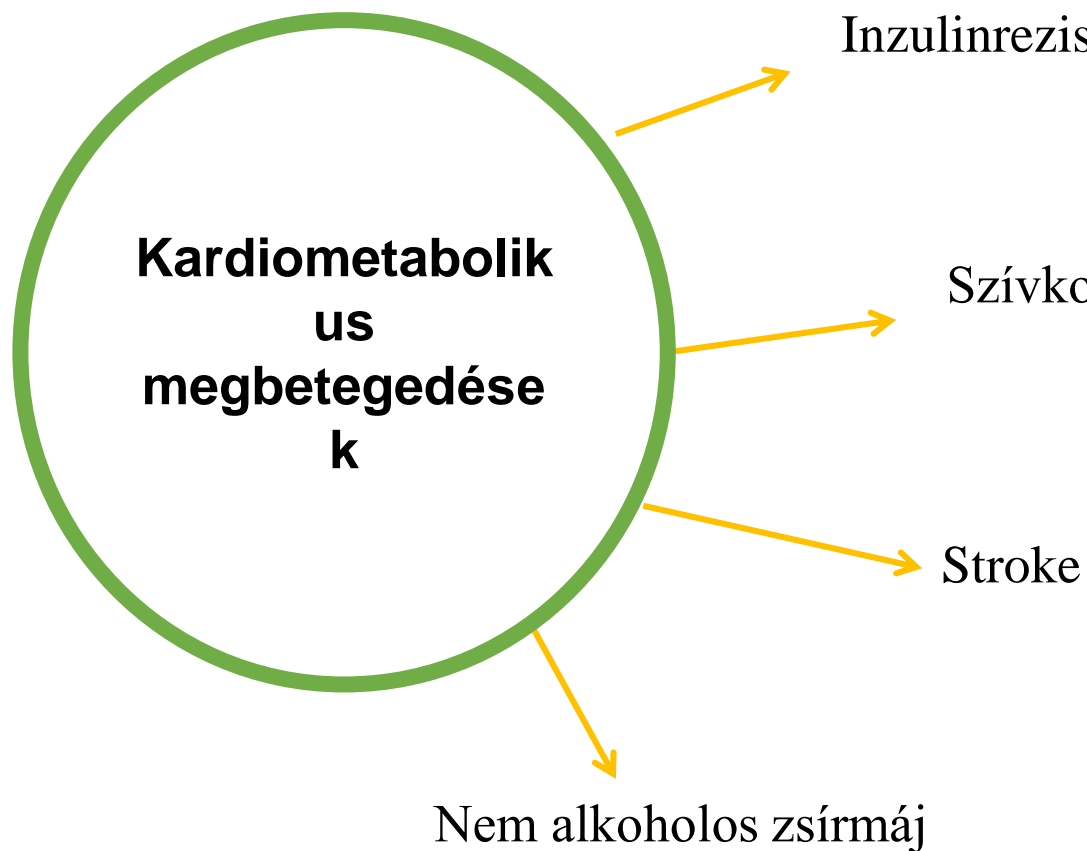 Inzulinrezis
Kardiometabolik
us
megbetegedése
k
Szívko
Stroke
Nem alkoholos zsírmáj